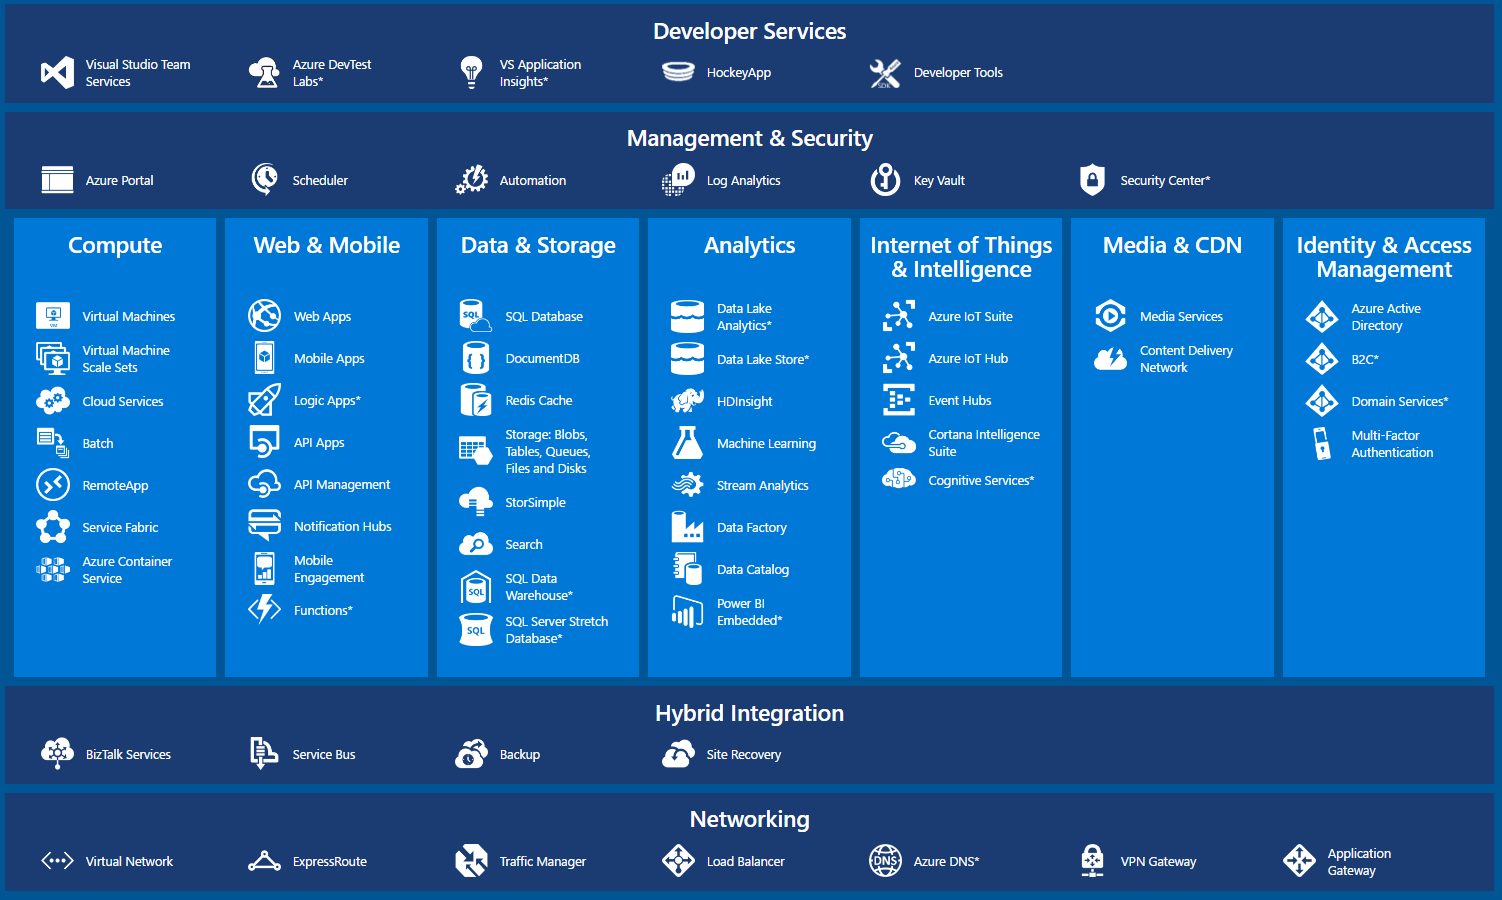 Developer Services
Visual Studio Team
Services
Azure DevTest
Labs*
VS Application
Insights*
HockeyApp
SDK
Developer Tools
Management & Security
Azure Portal
Scheduler
Automation
Log Analytics
Key Vault
Security Center*
Compute
VM
Virtual Machines
Virtual Machine
Scale Sets
Cloud Services
Batch
RemoteApp
Service Fabric
Azure Container
Service
Web & Mobile
Web Apps
Mobile Apps
Logic Apps*
API Apps
API Management
Notification Hubs
Mobile
Engagement
Functions*
Data & Storage
SQL
SQL Database
{ }
DocumentDB
Redis Cache
Storage: Blobs,
Tables, Queues,
Files and Disks
StorSimple
Search
SQL
SQL Data
Warehouse*
SQL
SQL Server Stretch
Database*
Analytics
Data Lake
Analytics*
Data Lake Store*
HDInsight
Machine Learning
Stream Analytics
Data Factory
Data Catalog
Power BI
Embedded*
Internet of Things
& Intelligence
Azure IoT Suite
Azure IoT Hub
Event Hubs
Cortana Intelligence
Suite
Cognitive Services*
Media & CDN
Media Services
Content Delivery
Network
Identity & Access
Management
Azure Active
Directory
B2C*
Domain Services*
Multi-Factor
Authentication
Hybrid Integration
BizTalk Services
Service Bus
Backup
Site Recovery
Networking
Virtual Network
ExpressRoute
Traffic Manager
Load Balancer
DNS
Azure DNS*
VPN Gateway
Application
Gateway